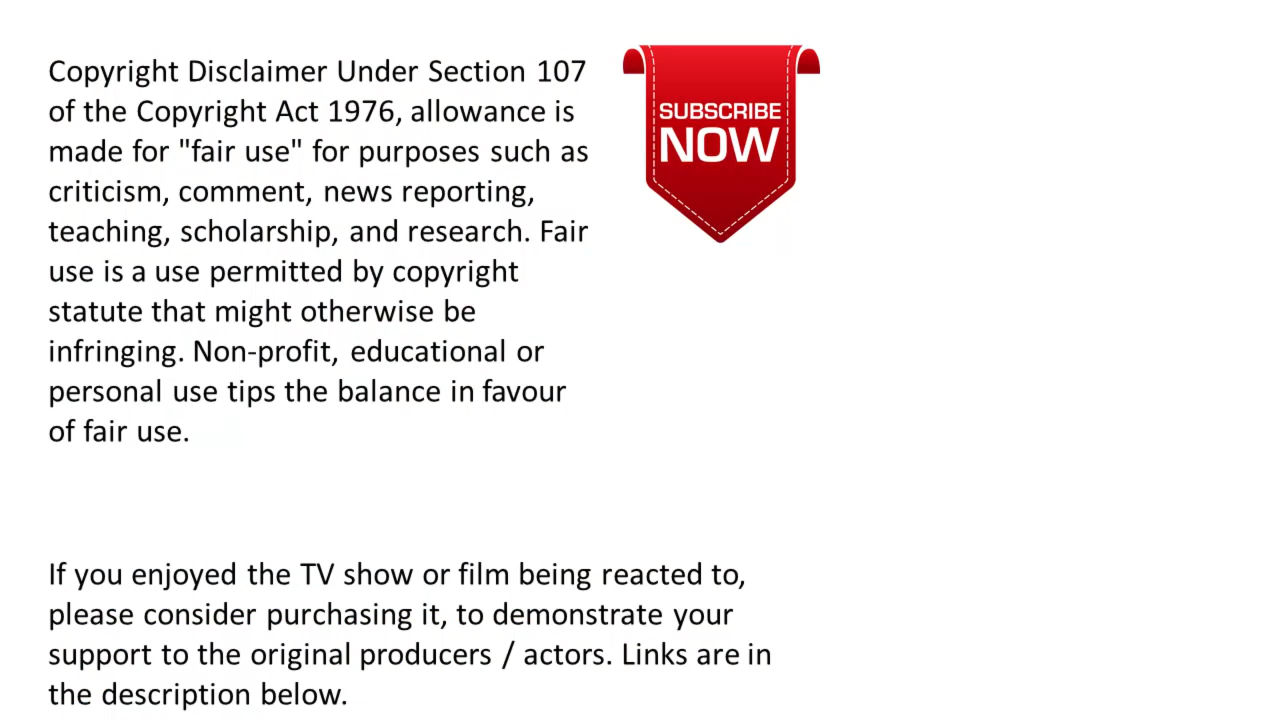 Copyright Disclaimer Under Section 107
of the Copyright Act 1976, allowance is
made for "fair use" for purposes such as
criticism, comment, news reporting,
teaching, scholarship, and research. Fair
use is a use permitted by copyright
statute that might otherwise be
infringing. Non-profit, educational or
personal use tips the balance in favour
of fair use.
SUBSCRIBE
NOW
If you enjoyed the TV show or film being reacted to,
please consider purchasing it, to demonstrate your
support to the original producers / actors. Links are in
the description below.